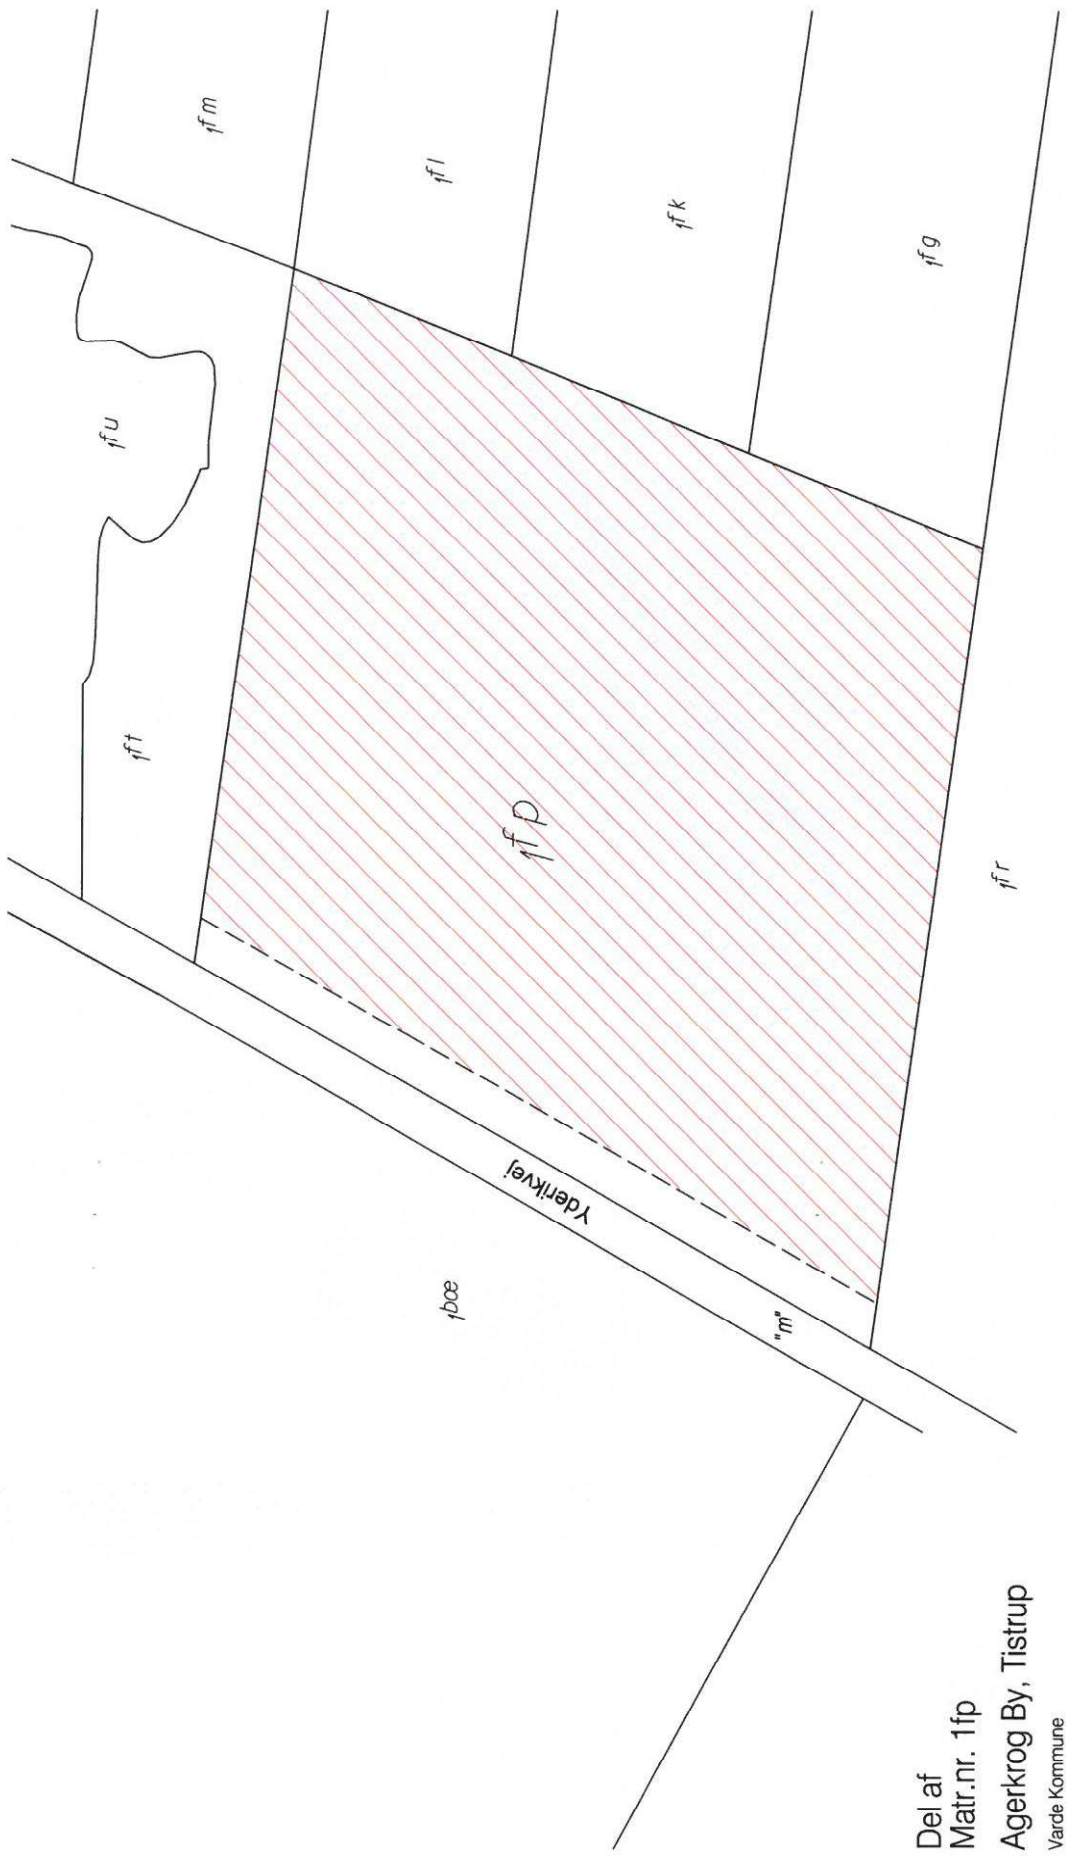 1fm
1fl
1fk
1fg
1fu
1ft
1fp
1fr
Yderikvej
"m"
1bce
Del af
Matr.nr. 1fp
Agerkrog By, Tistrup
Varde Kommune